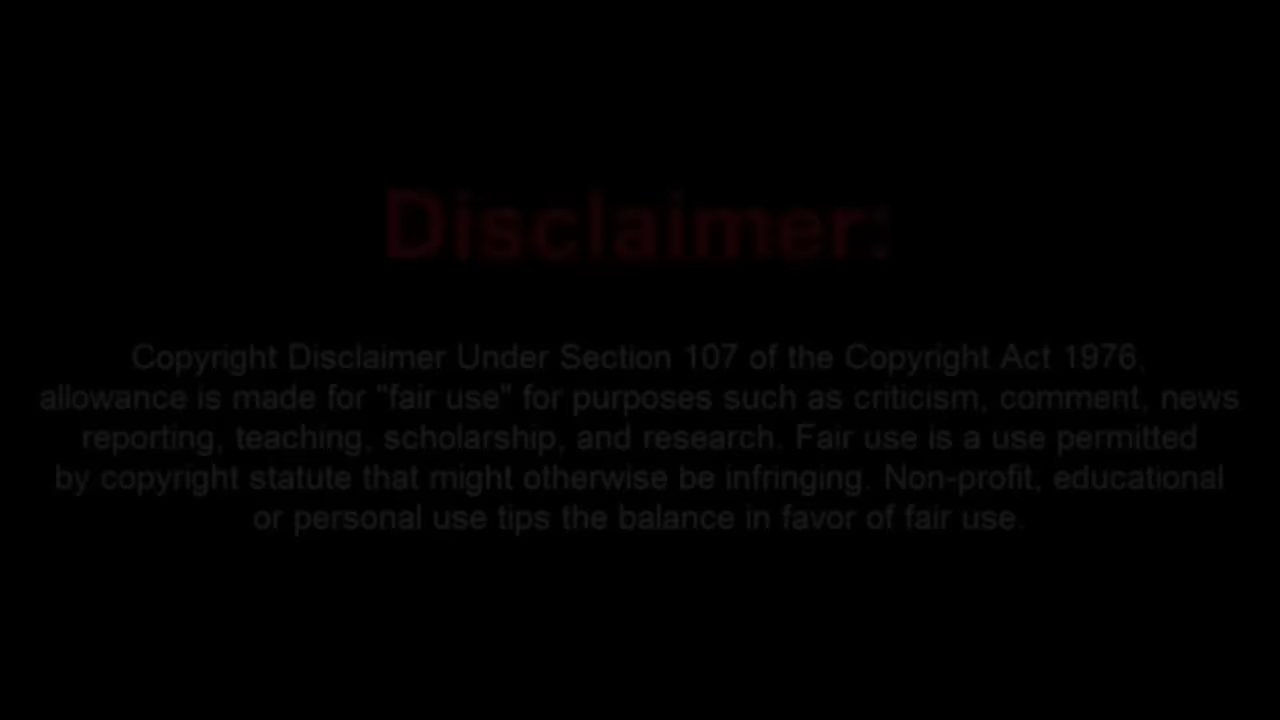 Disclaimer:
Copyright Disclaimer Under Section 107 of the Copyright Act 1976,
allowance is made for "fair use" for purposes such as criticism, comment, news
reporting, teaching, scholarship, and research. Fair use is a use permitted
by copyright statute that might otherwise be infringing. Non-profit, educational
or personal use tips the balance in favor of fair use.